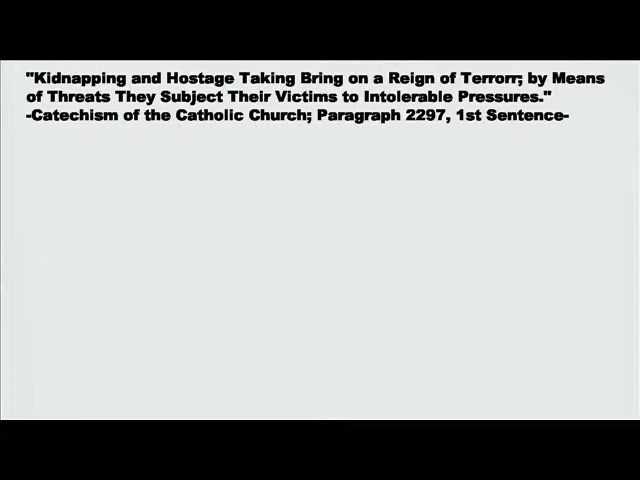 "Kidnapping and Hostage Taking Bring on a Reign of Terrorr; by Means
of Threats They Subject Their Victims to Intolerable Pressures."
-Catechism of the Catholic Church; Paragraph 2297, 1st Sentence-